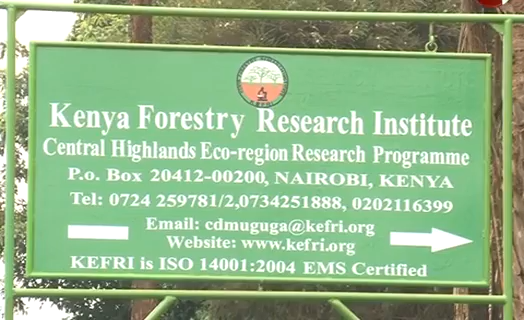 Kenya Forestry Research Institute
Central Highlands Eco-region Research Programme
P.o. Box 20412-00200, NAIROBI, KENYA
Tel: 0724 259781/2,0734251888, 0202116399
Email: cdmuguga@kefri.org
Website: www.kefri.org
KEFRI is ISO 14001:2004 EMS Certified